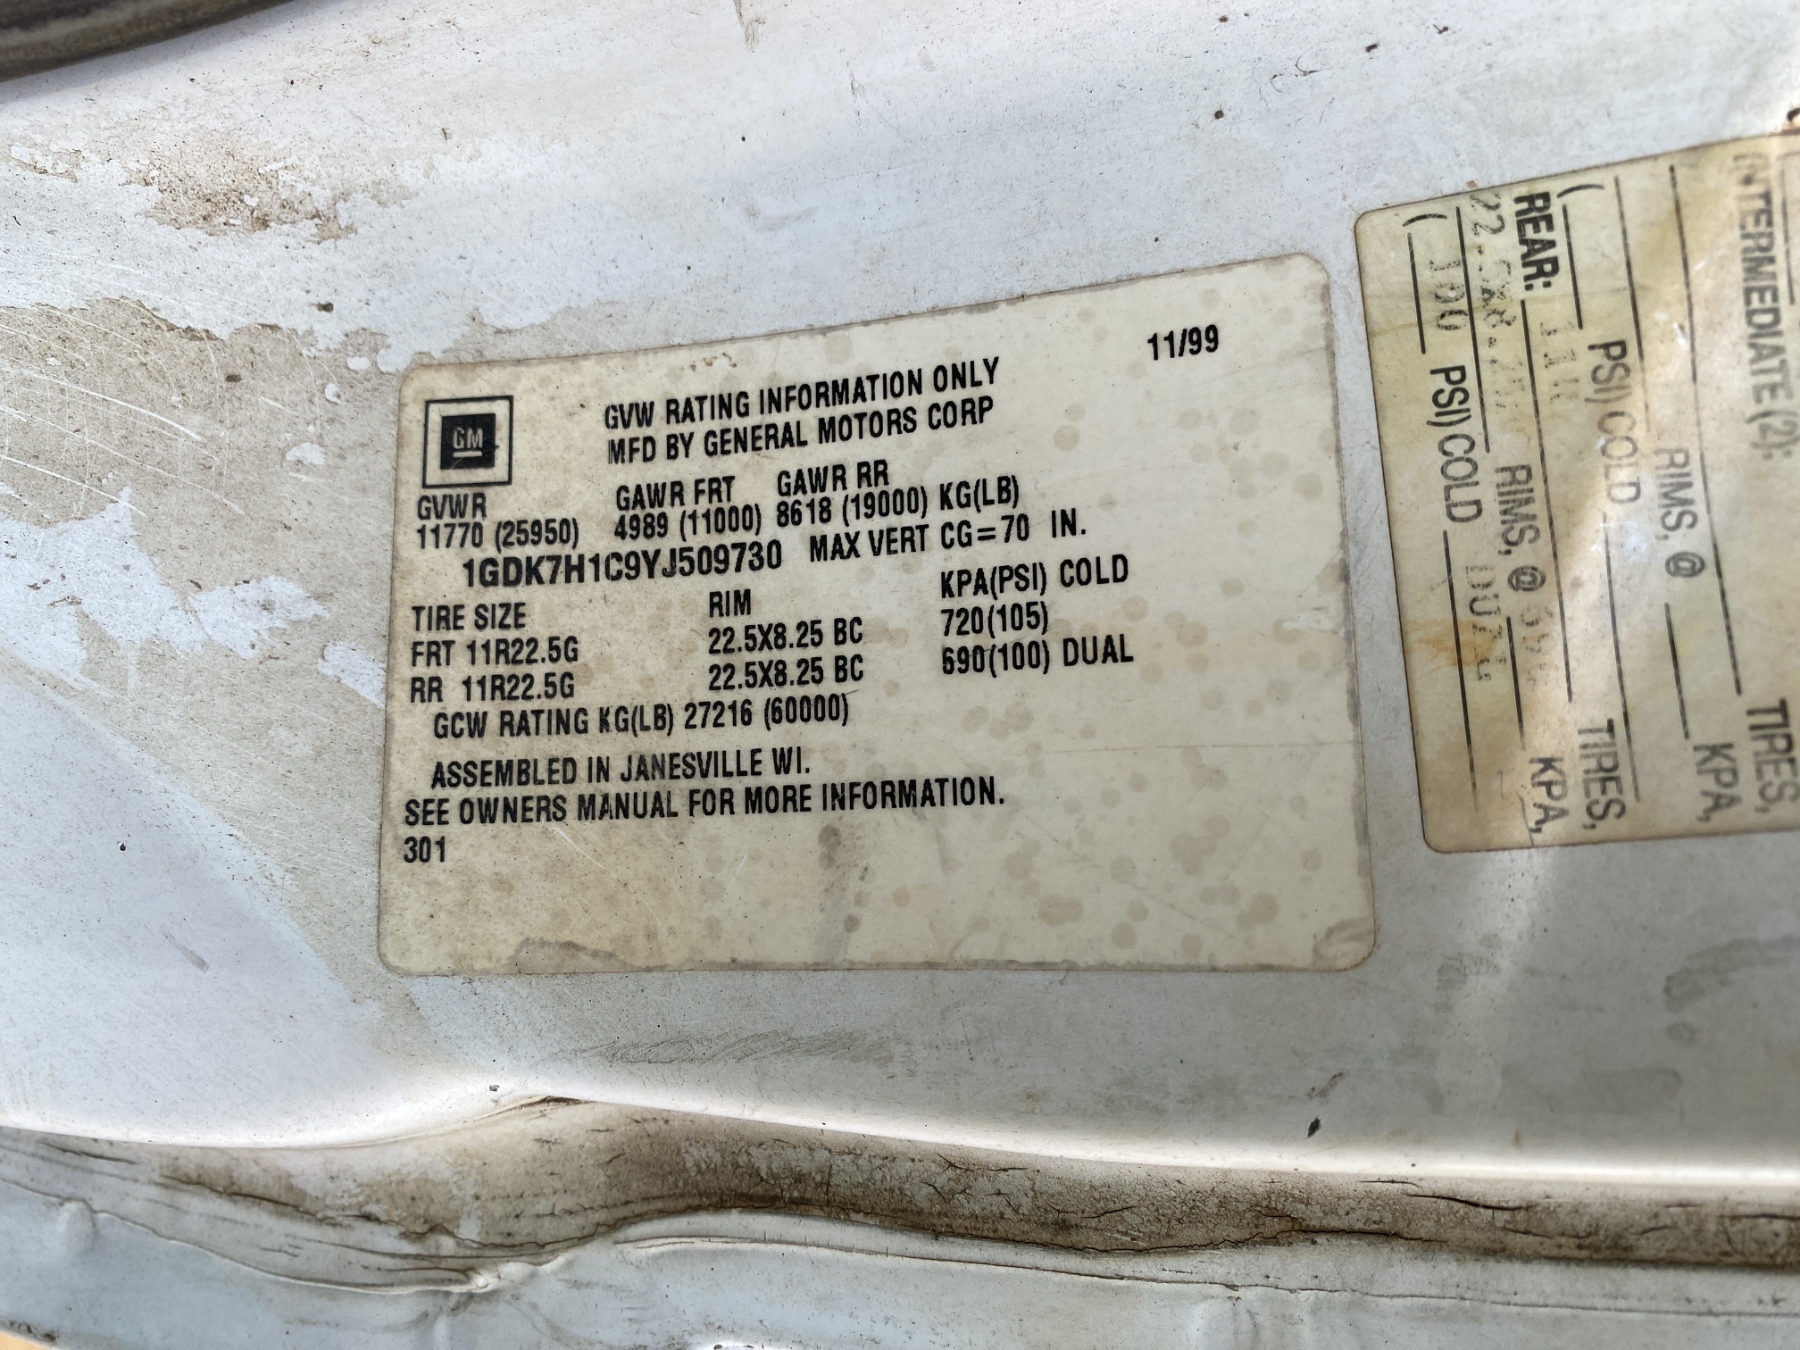 11/99
GM
GVW RATING INFORMATION ONLY
MFD BY GENERAL MOTORS CORP
GVWR GAWR FRT GAWR RR
11770 (25950) 4989 (11000) 8618 (19000) KG(LB)
1GDK7H1C9YJ509730 MAX VERT CG=70 IN.
TIRE SIZE RIM KPA(PSI) COLD
FRT 11R22.5G 22.5X8.25 BC 720(105)
RR 11R22.5G 22.5X8.25 BC 690(100) DUAL
GCW RATING KG(LB) 27216 (60000)
ASSEMBLED IN JANESVILLE WI.
SEE OWNERS MANUAL FOR MORE INFORMATION.
301
INTERMEDIATE (2): TIRES,
RIMS, @ KPA,
( PSI) COLD
REAR: TIRES,
RIMS, @ KPA,
( 100 PSI) COLD DUAL